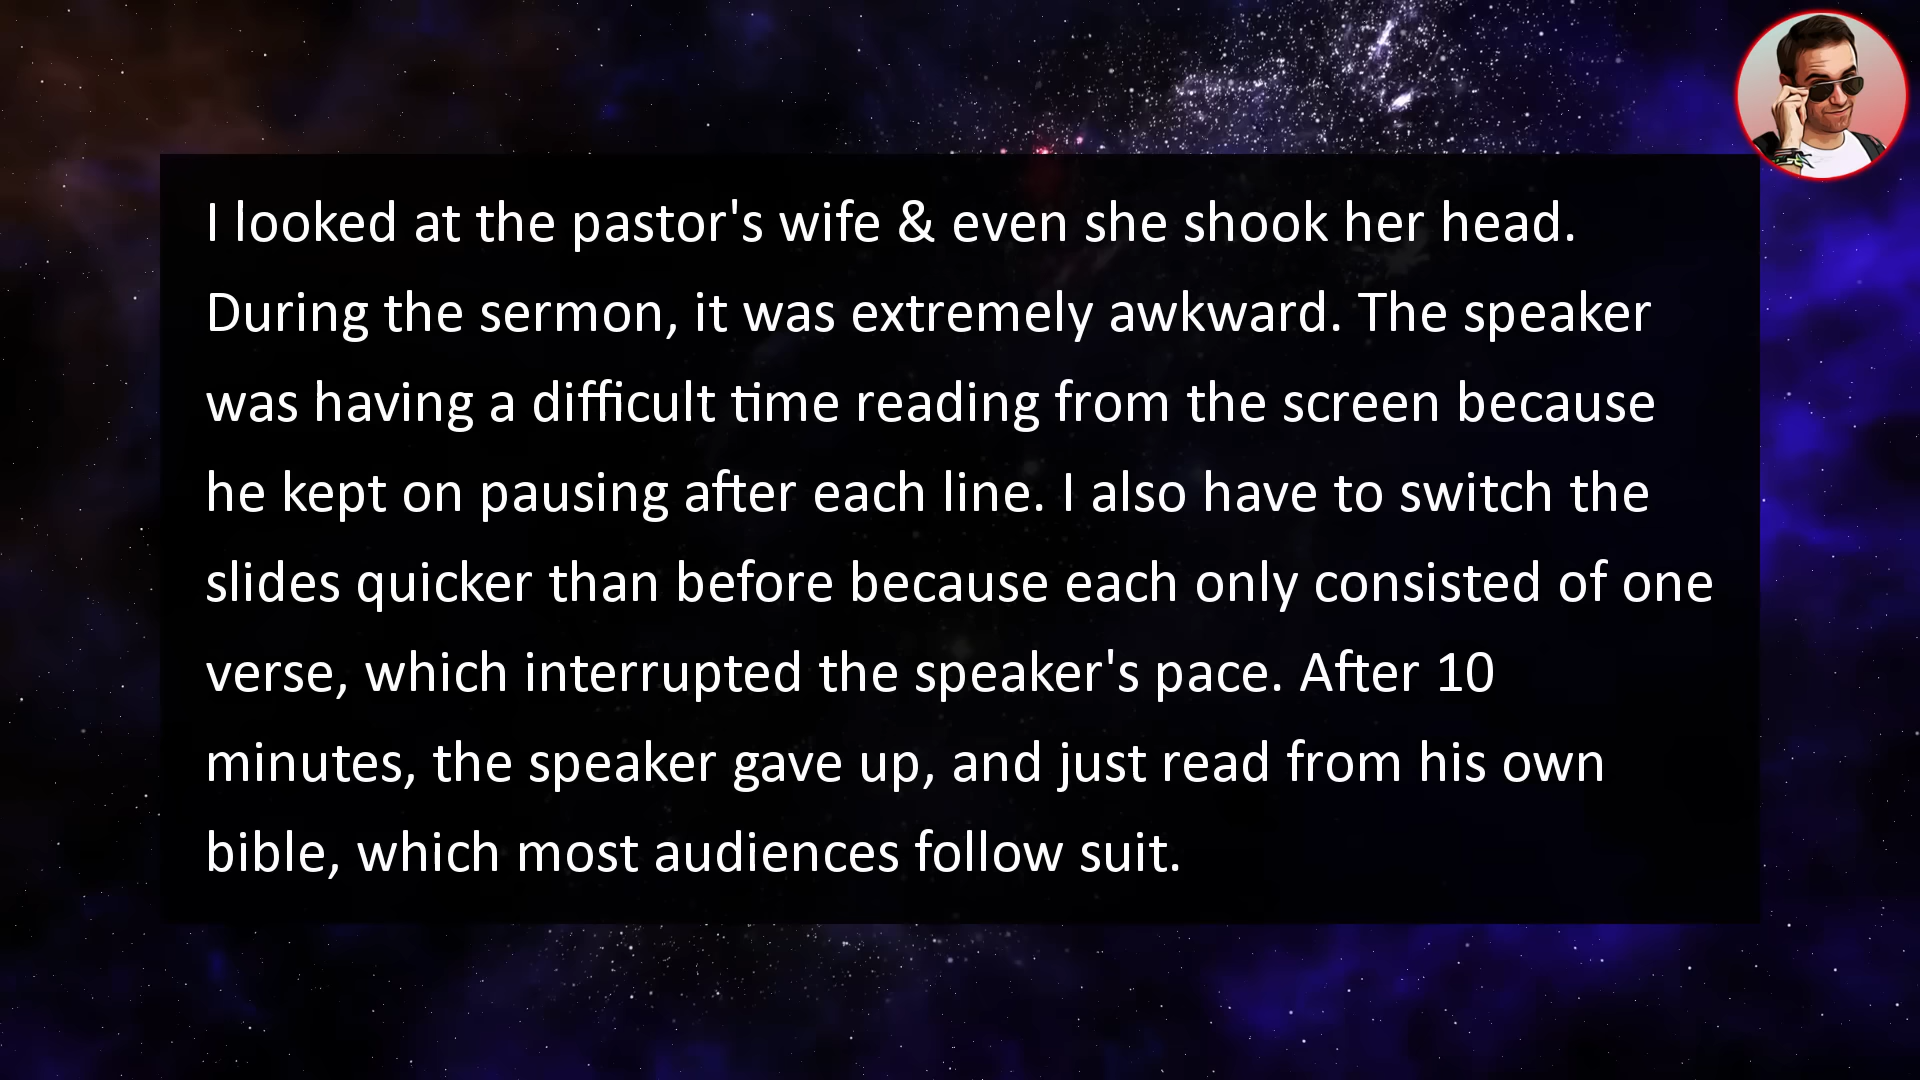 I looked at the pastor's wife & even she shook her head.
During the sermon, it was extremely awkward. The speaker
was having a difficult time reading from the screen because
he kept on pausing after each line. I also have to switch the
slides quicker than before because each only consisted of one
verse, which interrupted the speaker's pace. After 10
minutes, the speaker gave up, and just read from his own
bible, which most audiences follow suit.